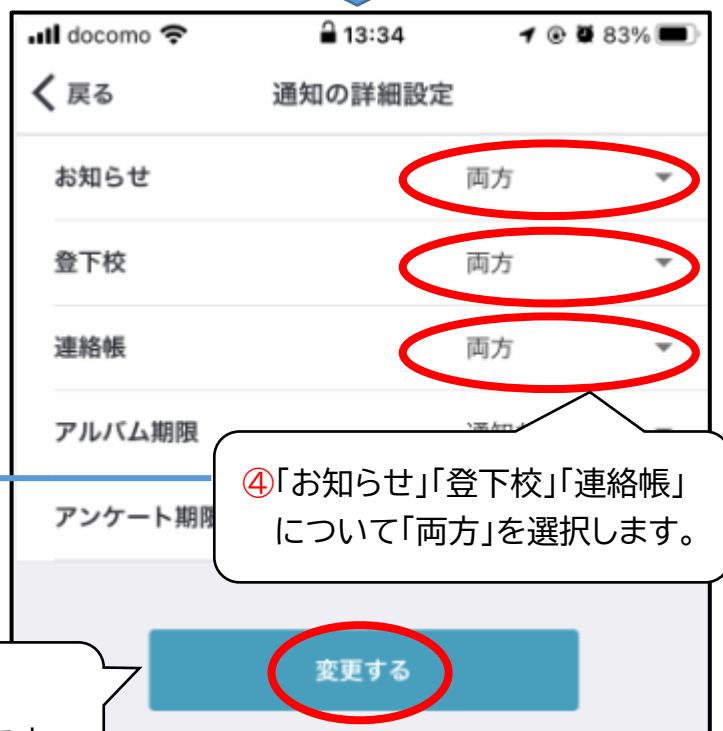 docomo 13:34 83%
戻る 通知の詳細設定
お知らせ 両方
登下校 両方
連絡帳 両方
アルバム期限
アンケート期限
④「お知らせ」「登下校」「連絡帳」
について「両方」を選択します。
変更する